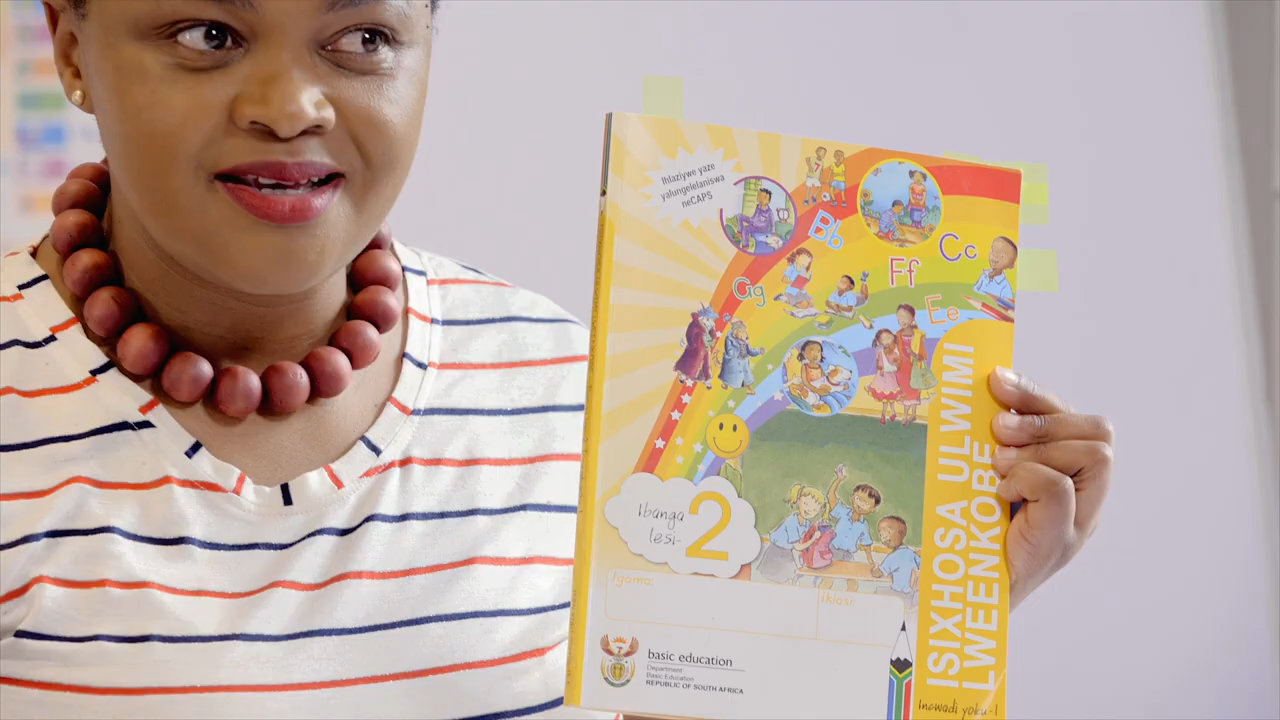 Ihlaziywe yaze
yalungelelaniswa
neCAPS
Bb
Cc
Ff
Gg
Ee
Ibanga
lesi-
2
Igama:
Iklasi
basic education
Department:
Basic Education
REPUBLIC OF SOUTH AFRICA
ISIXHOSA ULWIMI
LWEENKOBE
Incwadi yoku-1